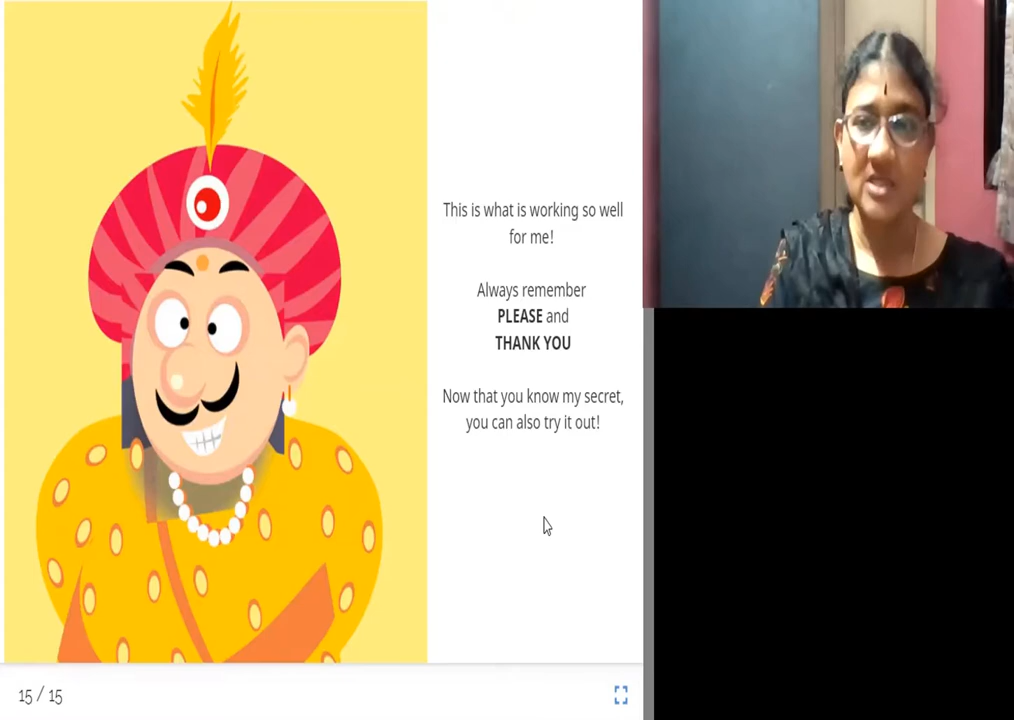 This is what is working so well
for me!
Always remember
PLEASE and
THANK YOU
Now that you know my secret,
you can also try it out!
15 / 15